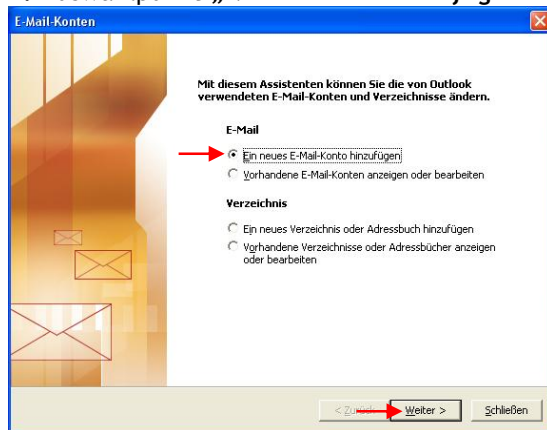 E-Mail-Konten
Mit diesem Assistenten können Sie die von Outlook
verwendeten E-Mail-Konten und Verzeichnisse ändern.
E-Mail
Ein neues E-Mail-Konto hinzufügen
Vorhandene E-Mail-Konten anzeigen oder bearbeiten
Verzeichnis
Ein neues Verzeichnis oder Adressbuch hinzufügen
Vorhandene Verzeichnisse oder Adressbücher anzeigen
oder bearbeiten
< Zurück Weiter > Schließen